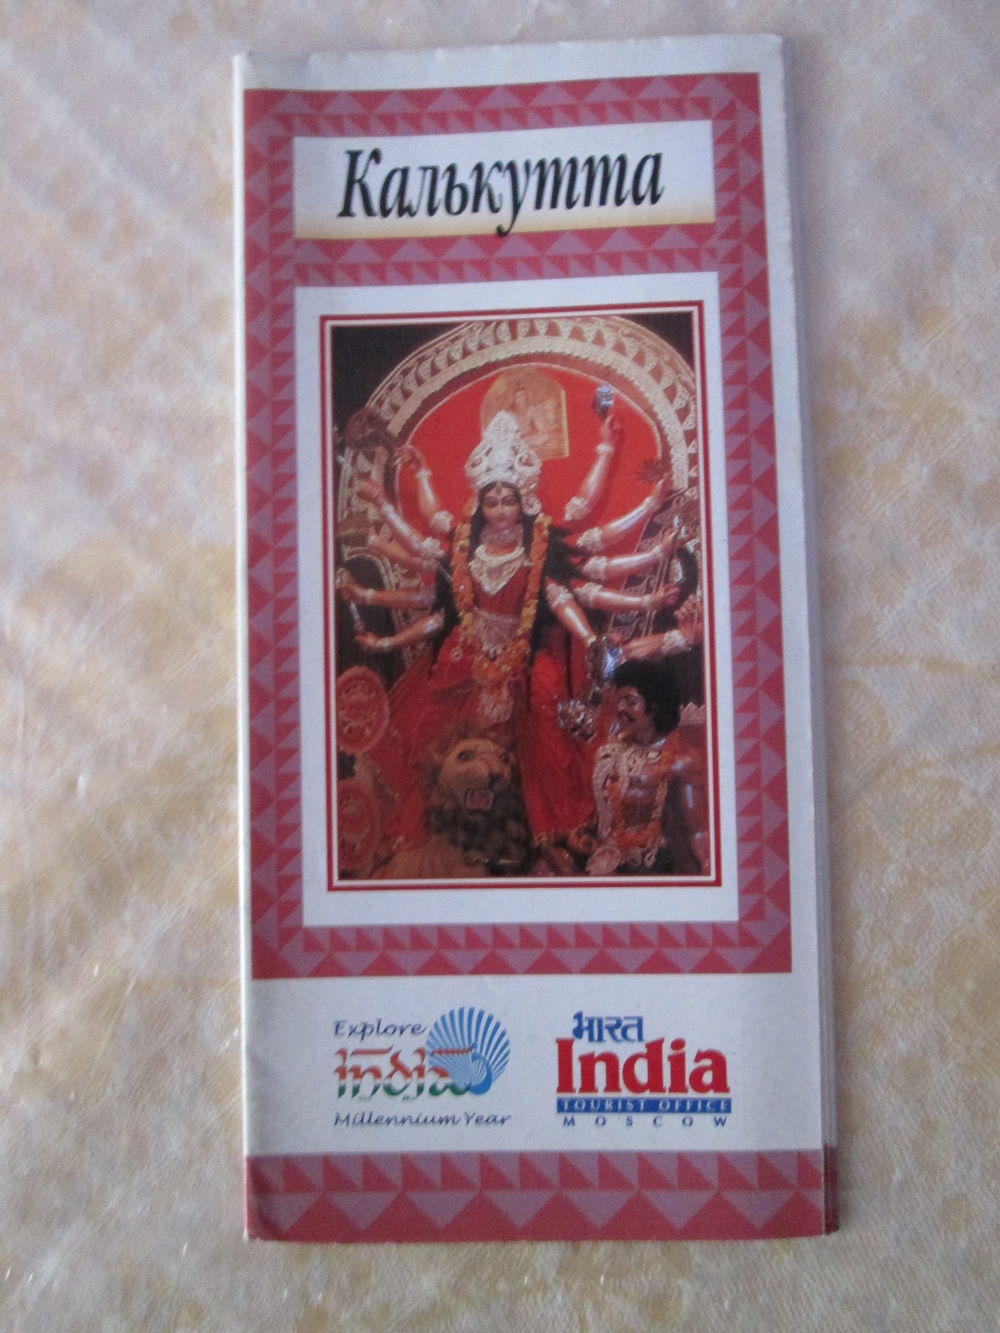 Калькутта
Explore
India
Millennium Year
भारत
India
TOURIST OFFICE
MOSCOW